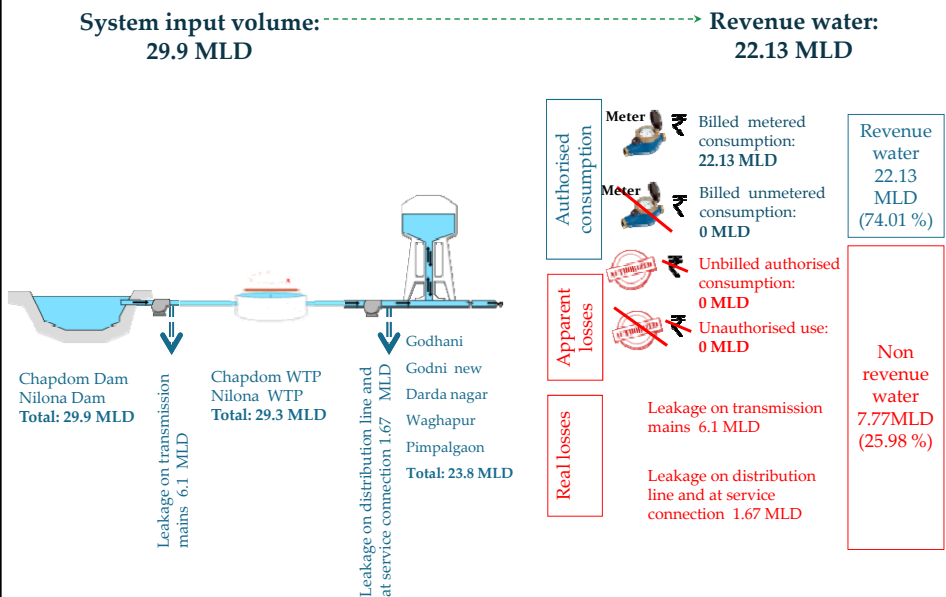 System input volume:
29.9 MLD
Revenue water:
22.13 MLD
Authorised
consumption
Meter ₹
Billed metered
consumption:
22.13 MLD
Meter ₹
Billed unmetered
consumption:
0 MLD
Revenue
water
22.13
MLD
(74.01 %)
Apparent
losses
₹
Unbilled authorised
consumption:
0 MLD
₹
Unauthorised use:
0 MLD
Real losses
Leakage on transmission
mains 6.1 MLD
Leakage on distribution
line and at service
connection 1.67 MLD
Non
revenue
water
7.77MLD
(25.98 %)
Chapdom Dam
Nilona Dam
Total: 29.9 MLD
Leakage on transmission
mains 6.1 MLD
Chapdom WTP
Nilona WTP
Total: 29.3 MLD
Leakage on distribution line and
at service connection 1.67 MLD
Godhani
Godni new
Darda nagar
Waghapur
Pimpalgaon
Total: 23.8 MLD